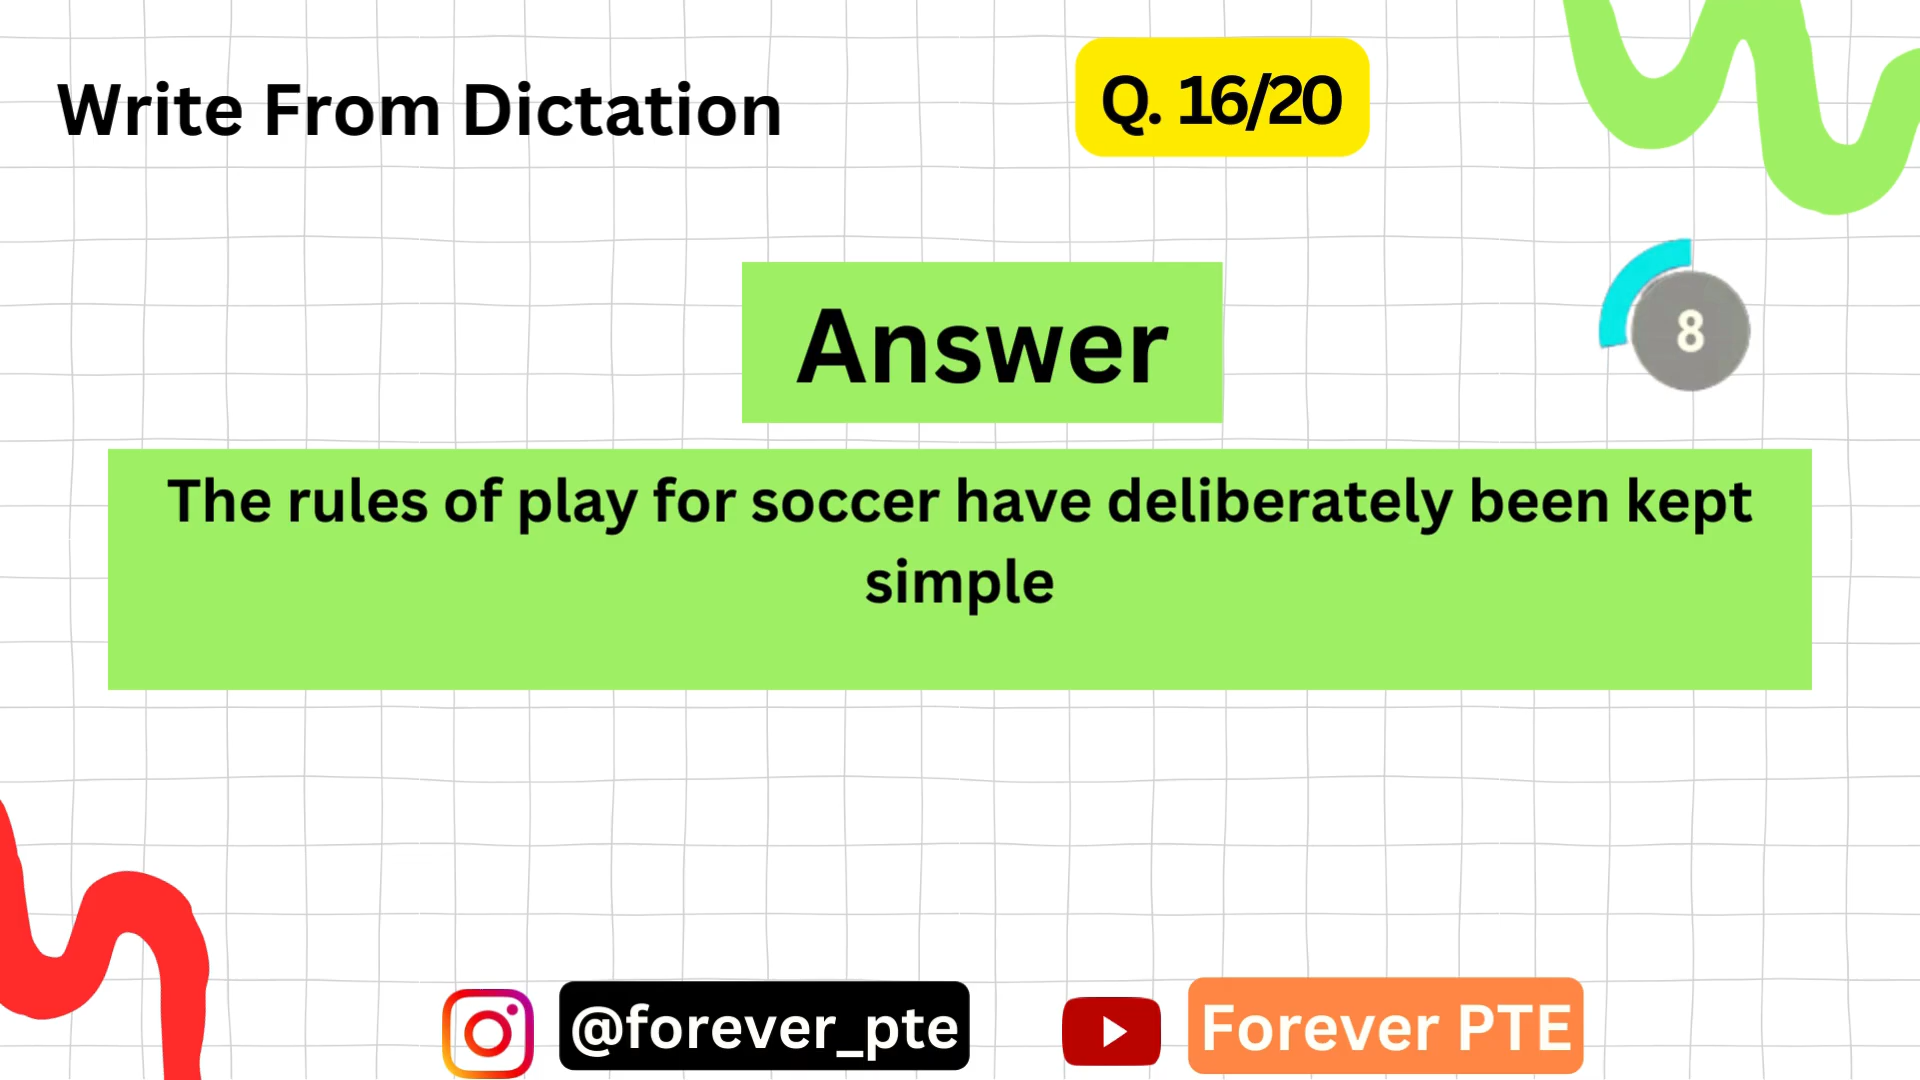 Write From Dictation
Q. 16/20
Answer
8
The rules of play for soccer have deliberately been kept
simple
@forever_pte
Forever PTE